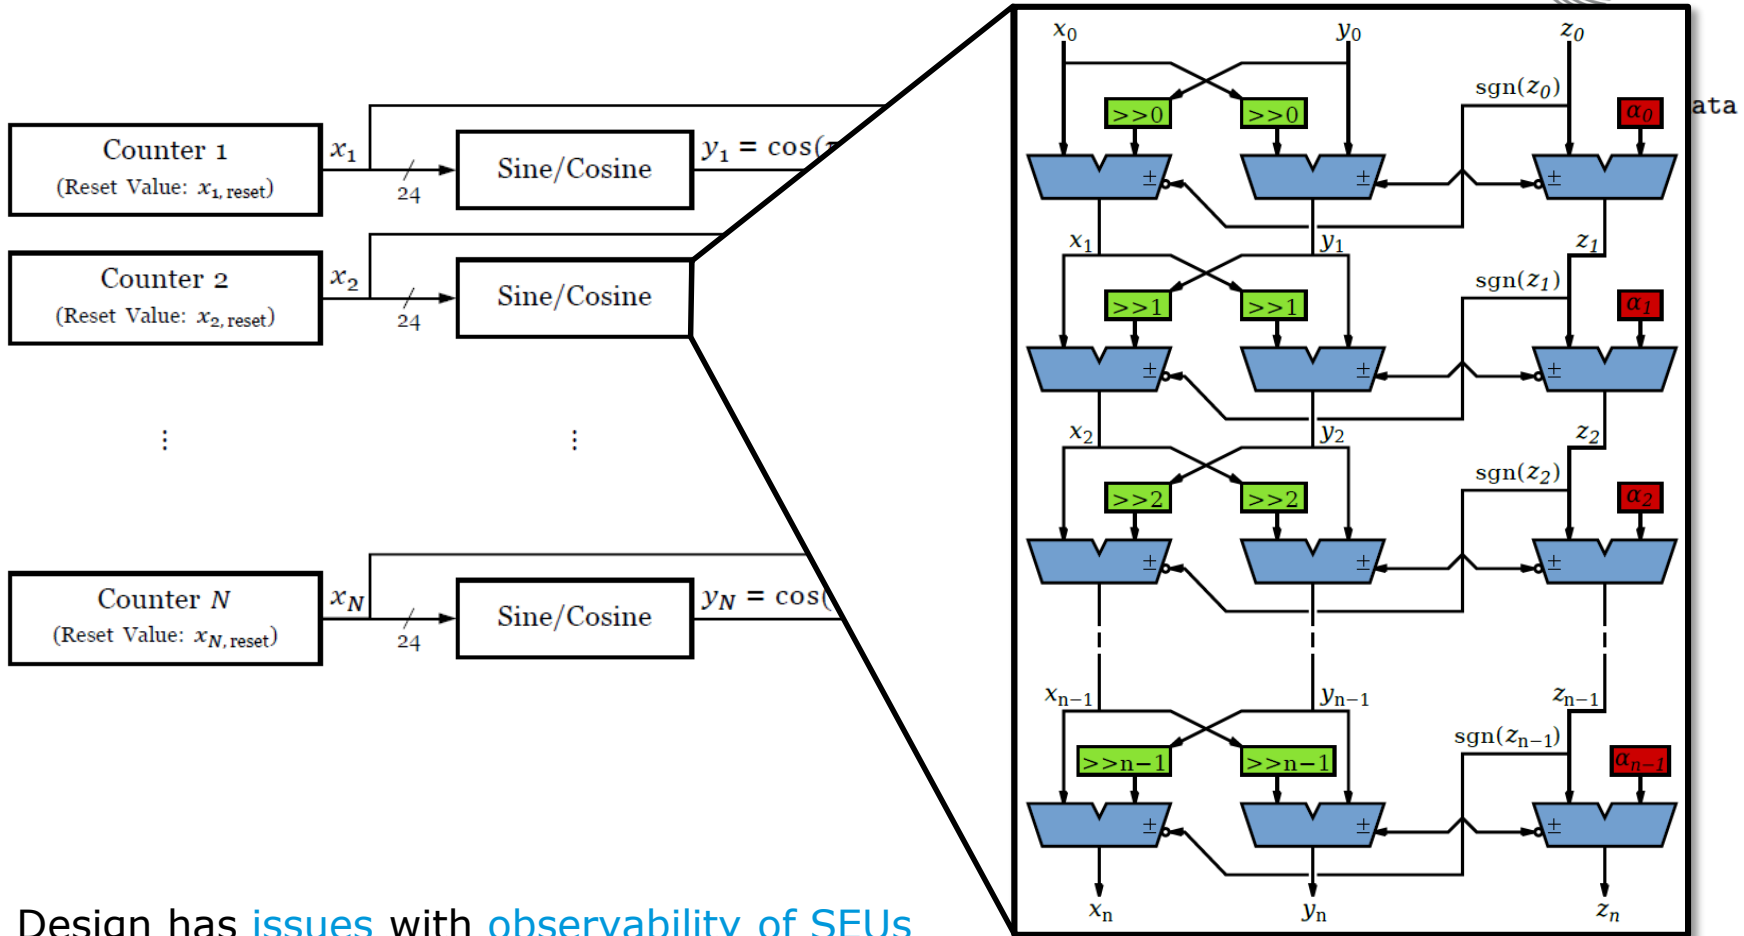 x₀ y₀ z₀
sgn(z₀)
>>0 >>0 α₀ ata
Counter 1
(Reset Value: x₁,reset)
x₁
24
Sine/Cosine
y₁ = cos(
± ± ±
x₁ y₁ z₁
Counter 2
(Reset Value: x₂,reset)
x₂
24
Sine/Cosine
sgn(z₁)
>>1 >>1 α₁
± ± ±
⋮ ⋮
x₂ y₂ z₂
sgn(z₂)
>>2 >>2 α₂
± ± ±
Counter N
(Reset Value: x_N,reset)
x_N
24
Sine/Cosine
y_N = cos(
xₙ₋₁ yₙ₋₁ zₙ₋₁
sgn(zₙ₋₁)
>>n−1 >>n−1 αₙ₋₁
± ± ±
xₙ yₙ zₙ
Design has issues with observability of SEUs